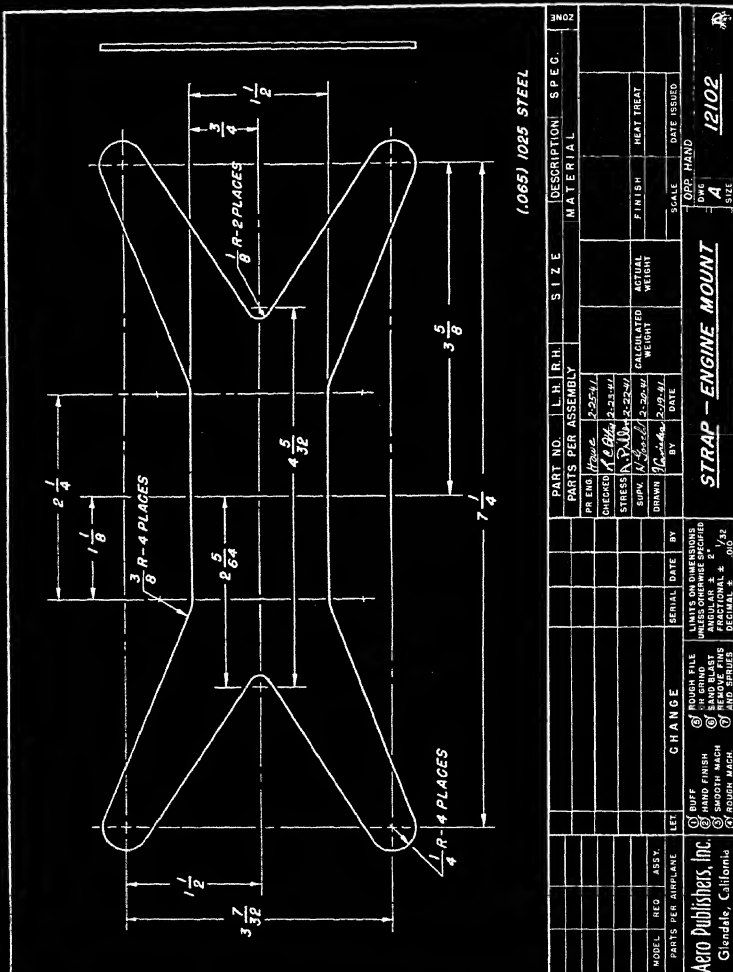 1 1/2
3/4
1/8 R-2 PLACES
2 1/4
1 1/8
3/8 R-4 PLACES
2 5/64
4 5/32
3 5/8
7 1/4
1/4 R-4 PLACES
1 1/2
3 7/32
(.065) 1025 STEEL
PART NO. L.H. R.H. SIZE DESCRIPTION SPEC. ZONE
PARTS PER ASSEMBLY MATERIAL
PR ENG Howe 2-25-41
CHECKED 2-23-41
STRESS 2-22-41
SUPV. 2-20-41
DRAWN 2-19-41
BY DATE
CALCULATED WEIGHT
ACTUAL WEIGHT
FINISH
HEAT TREAT
SCALE
DATE ISSUED
STRAP - ENGINE MOUNT
OPP. HAND
DWG A SIZE
12102
MODEL REQ ASSY.
PARTS PER AIRPLANE
LET. CHANGE SERIAL DATE BY
Aero Publishers, Inc.
Glendale, California
① BUFF
② HAND FINISH
③ SMOOTH MACH
④ ROUGH MACH.
⑤ ROUGH FILE OR GRIND
⑥ SAND BLAST
⑦ REMOVE FINS AND SPRUES
LIMITS ON DIMENSIONS
UNLESS OTHERWISE SPECIFIED
ANGULAR ± 2°
FRACTIONAL ± 1/32
DECIMAL ± .010